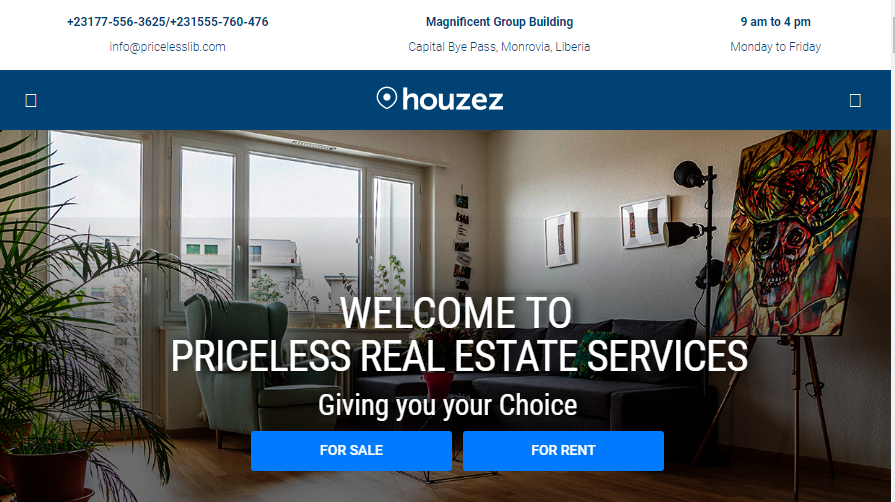 +23177-556-3625/+231555-760-476
info@pricelesslib.com
Magnificent Group Building
Capital Bye Pass, Monrovia, Liberia
9 am to 4 pm
Monday to Friday
houzez
WELCOME TO
PRICELESS REAL ESTATE SERVICES
Giving you your Choice
FOR SALE
FOR RENT